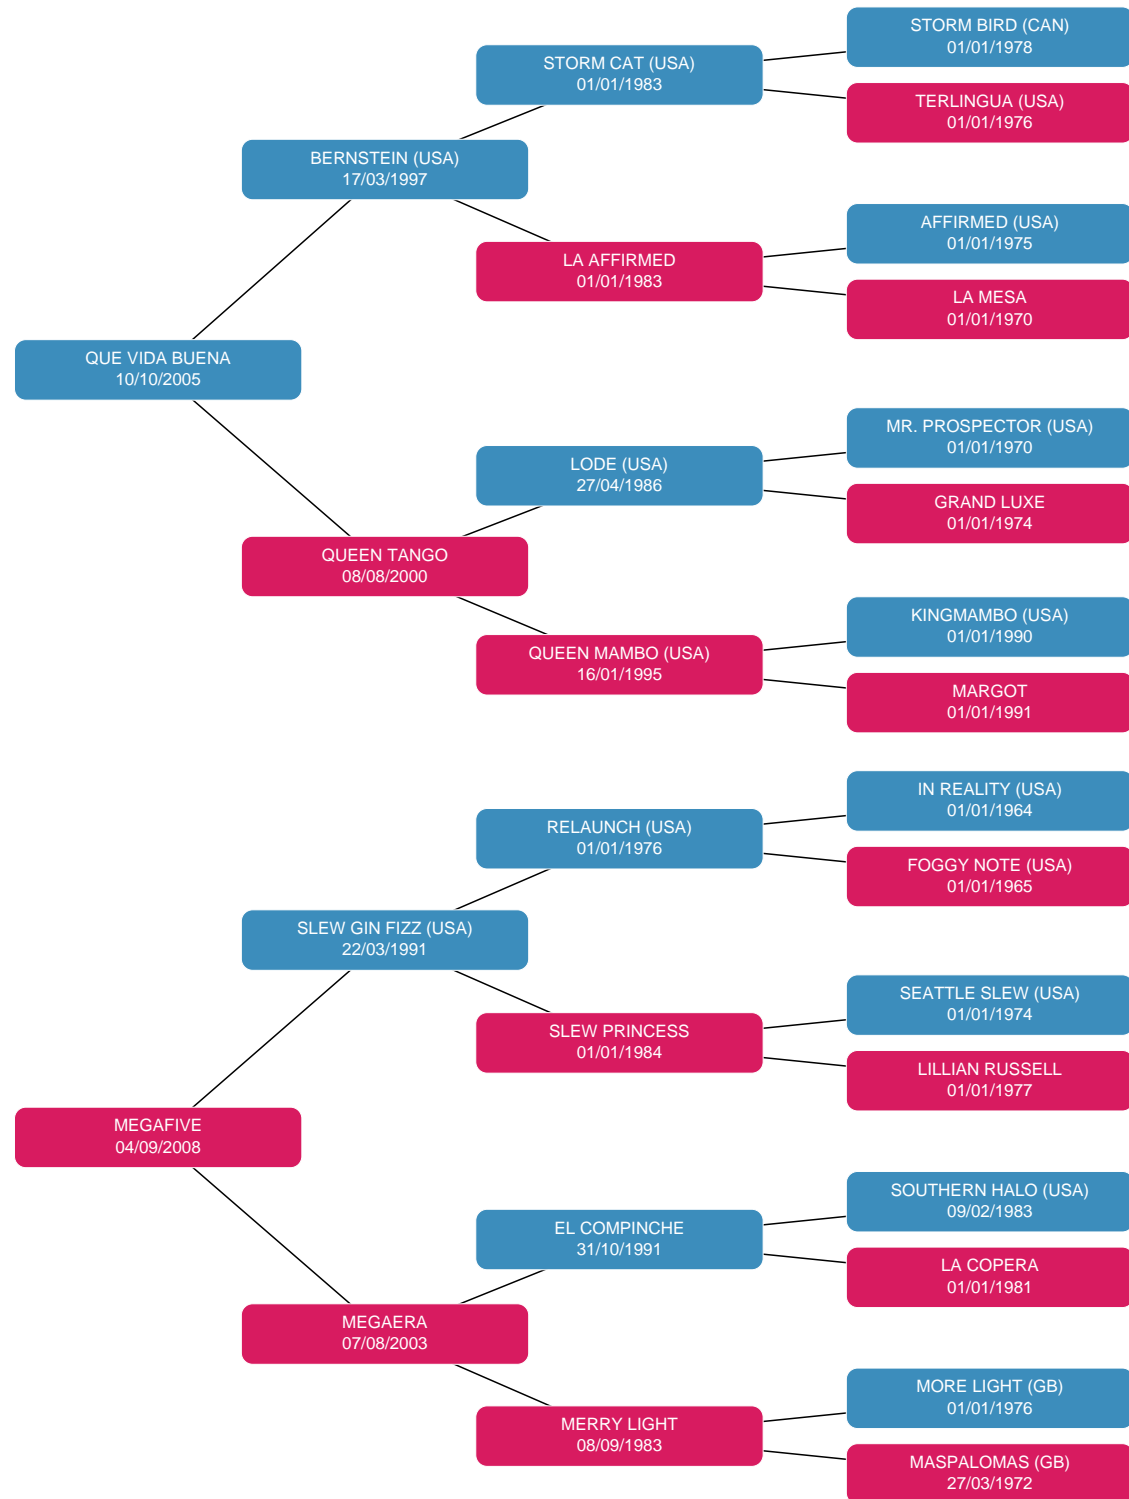 STORM BIRD (CAN)
01/01/1978
STORM CAT (USA)
01/01/1983
TERLINGUA (USA)
01/01/1976
BERNSTEIN (USA)
17/03/1997
AFFIRMED (USA)
01/01/1975
LA AFFIRMED
01/01/1983
LA MESA
01/01/1970
QUE VIDA BUENA
10/10/2005
MR. PROSPECTOR (USA)
01/01/1970
LODE (USA)
27/04/1986
GRAND LUXE
01/01/1974
QUEEN TANGO
08/08/2000
KINGMAMBO (USA)
01/01/1990
QUEEN MAMBO (USA)
16/01/1995
MARGOT
01/01/1991
IN REALITY (USA)
01/01/1964
RELAUNCH (USA)
01/01/1976
FOGGY NOTE (USA)
01/01/1965
SLEW GIN FIZZ (USA)
22/03/1991
SEATTLE SLEW (USA)
01/01/1974
SLEW PRINCESS
01/01/1984
LILLIAN RUSSELL
01/01/1977
MEGAFIVE
04/09/2008
SOUTHERN HALO (USA)
09/02/1983
EL COMPINCHE
31/10/1991
LA COPERA
01/01/1981
MEGAERA
07/08/2003
MORE LIGHT (GB)
01/01/1976
MERRY LIGHT
08/09/1983
MASPALOMAS (GB)
27/03/1972